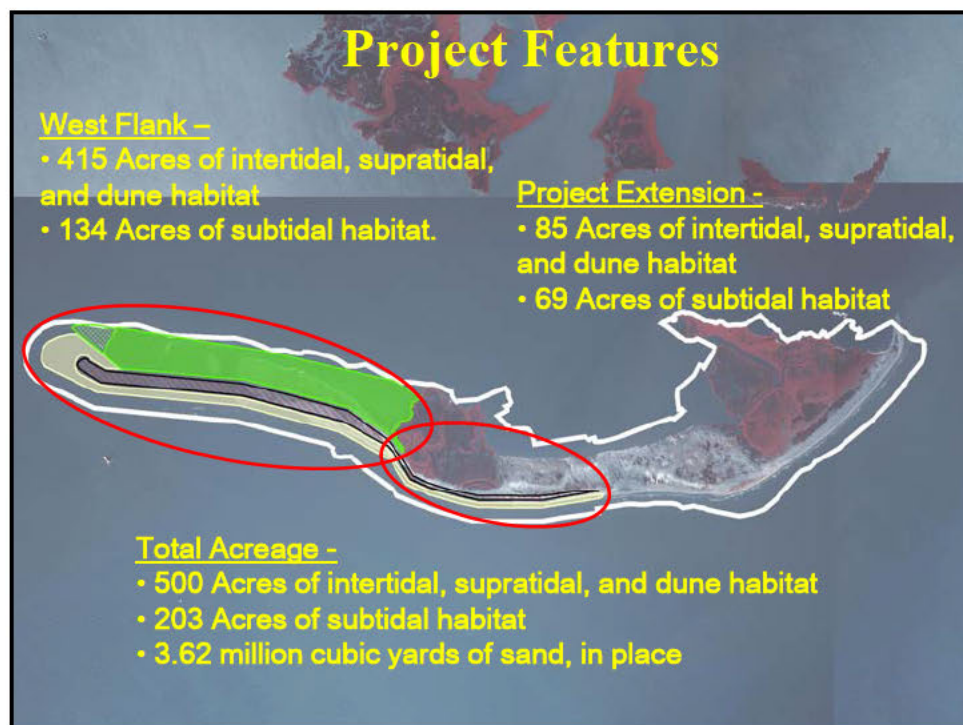 Project Features
West Flank –
• 415 Acres of intertidal, supratidal,
and dune habitat
• 134 Acres of subtidal habitat.
Project Extension -
• 85 Acres of intertidal, supratidal,
and dune habitat
• 69 Acres of subtidal habitat
Total Acreage -
• 500 Acres of intertidal, supratidal, and dune habitat
• 203 Acres of subtidal habitat
• 3.62 million cubic yards of sand, in place